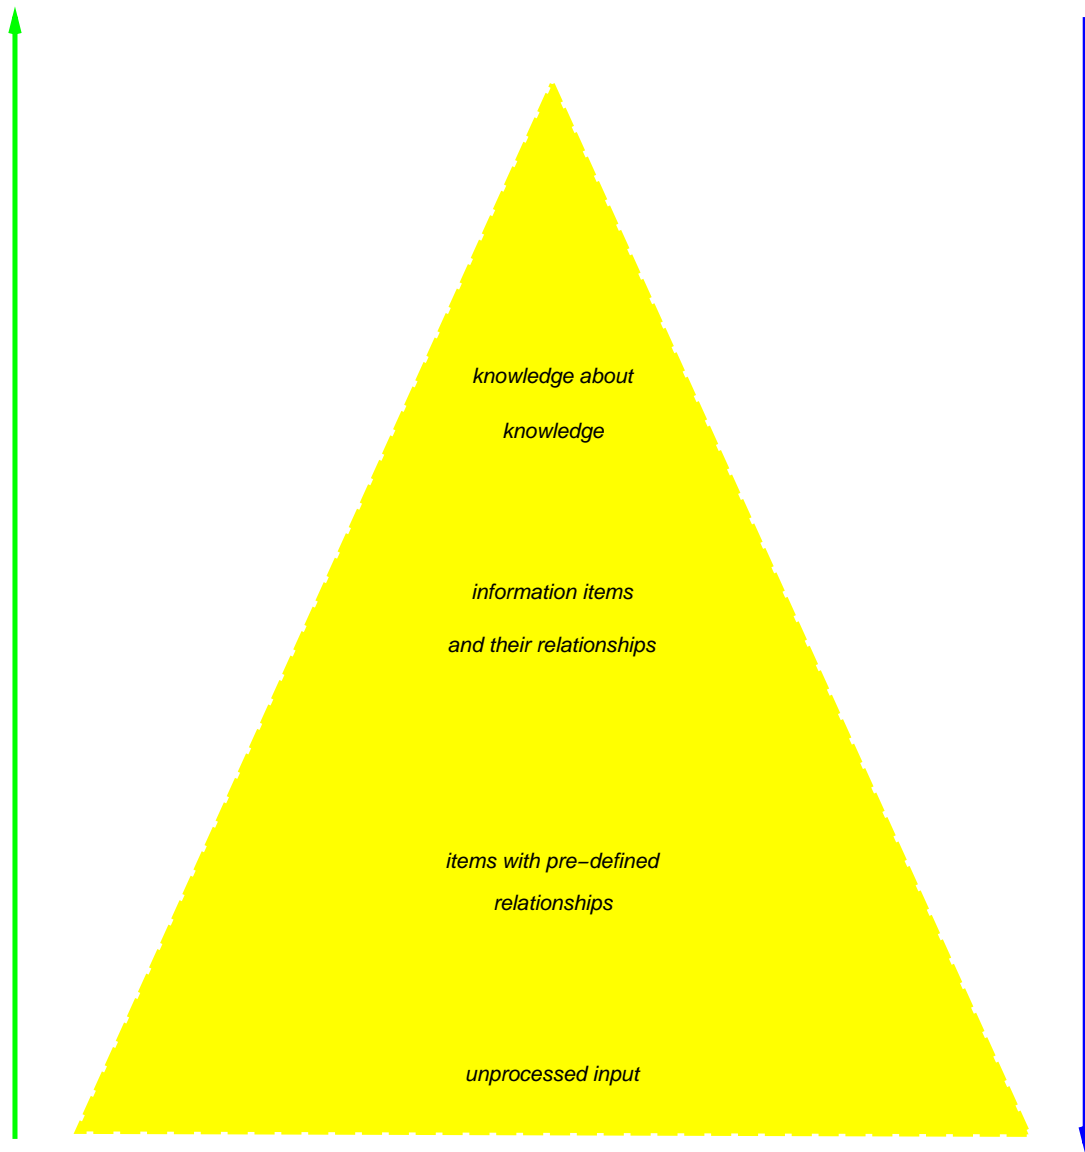 knowledge about
knowledge
information items
and their relationships
items with pre−defined
relationships
unprocessed input